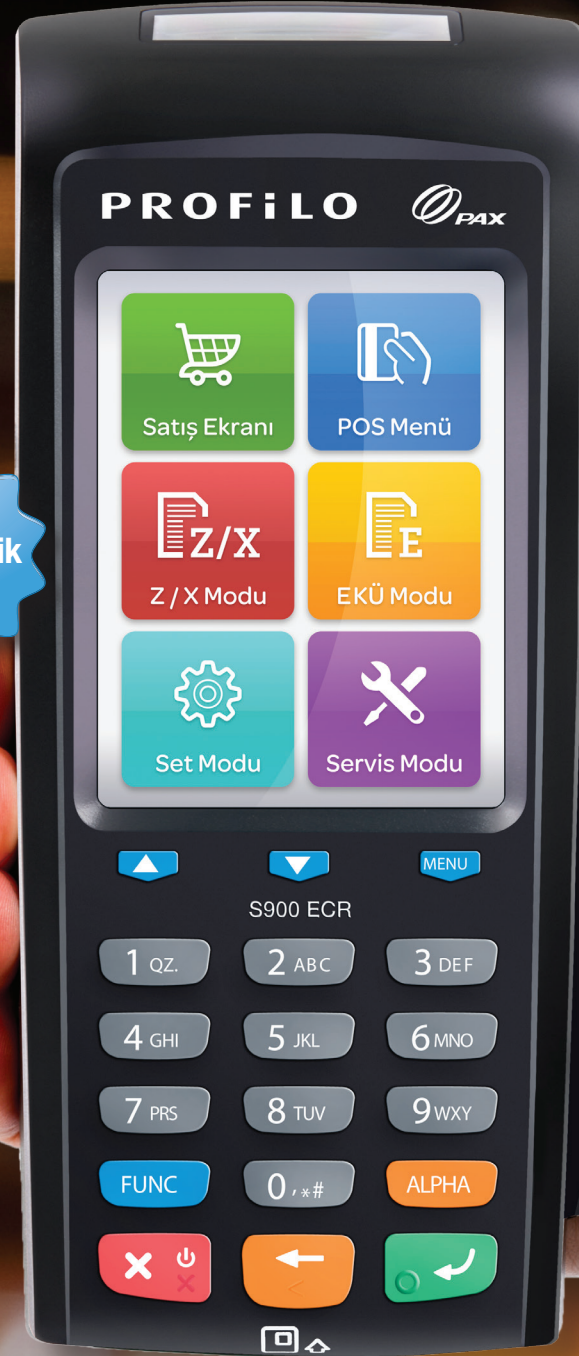 PROFiLO PAX
Satış Ekranı POS Menü
Z/X E
Z / X Modu EKÜ Modu
Set Modu Servis Modu
MENU
S900 ECR
1 QZ. 2 ABC 3 DEF
4 GHI 5 JKL 6 MNO
7 PRS 8 TUV 9 WXY
FUNC 0 ,*# ALPHA